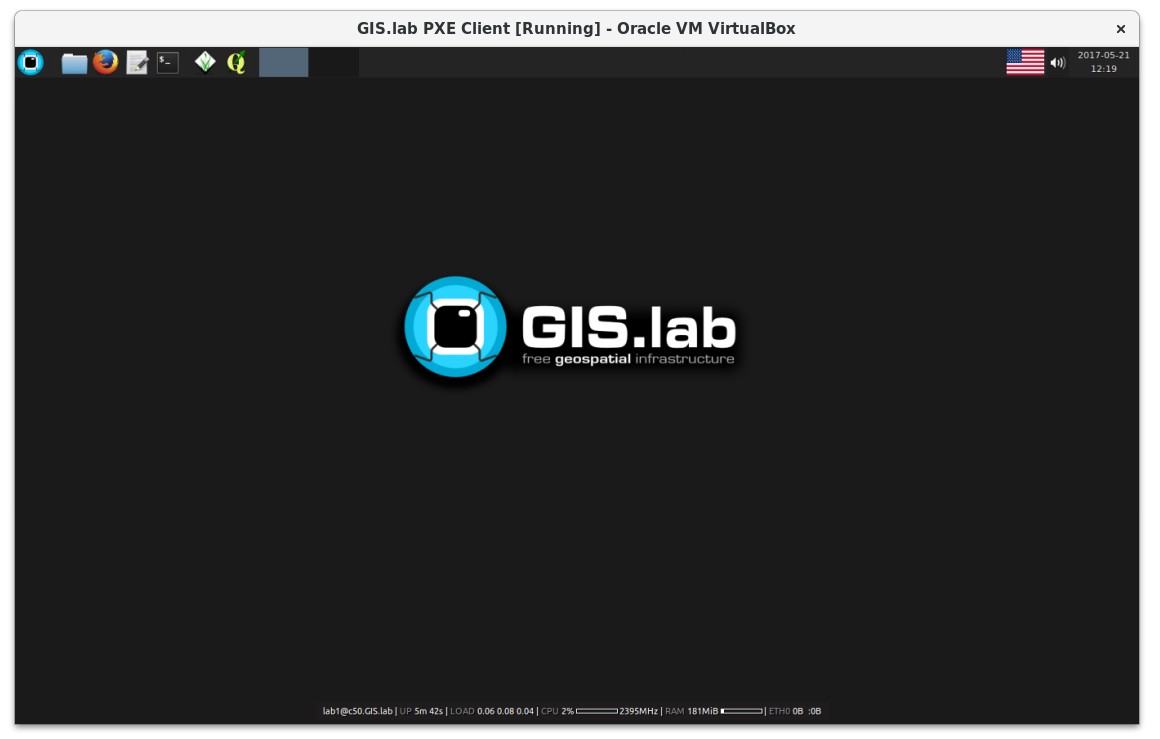 GIS.lab PXE Client [Running] - Oracle VM VirtualBox
$_
2017-05-21
12:19
GIS.lab
free geospatial infrastructure
lab1@c50.GIS.lab | UP 5m 42s | LOAD 0.06 0.08 0.04 | CPU 2% 2395MHz | RAM 181MiB | ETH0 0B :0B